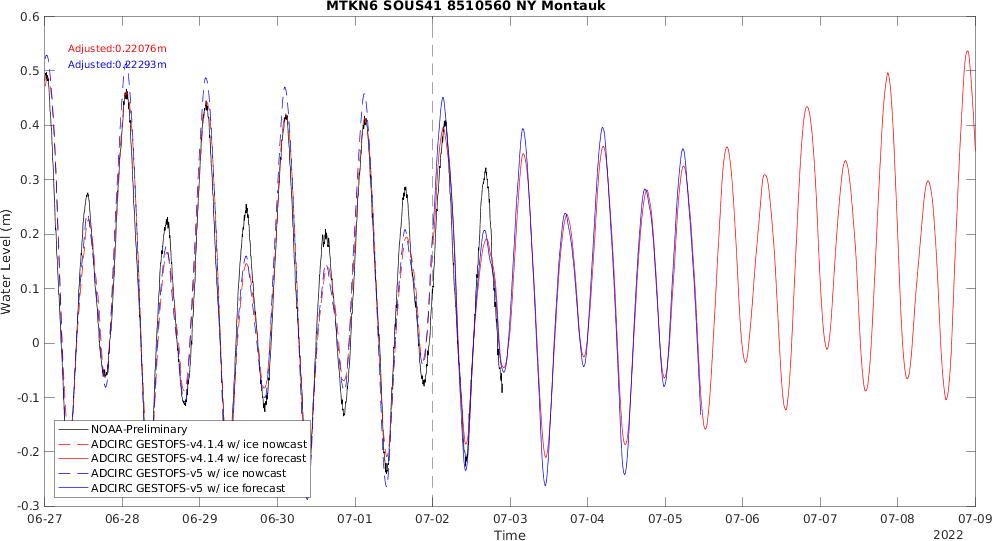 MTKN6 SOUS41 8510560 NY Montauk
0.6
0.5
0.4
0.3
0.2
0.1
0
-0.1
-0.2
-0.3
Water Level (m)
Adjusted:0.22076m
Adjusted:0.22293m
NOAA-Preliminary
ADCIRC GESTOFS-v4.1.4 w/ ice nowcast
ADCIRC GESTOFS-v4.1.4 w/ ice forecast
ADCIRC GESTOFS-v5 w/ ice nowcast
ADCIRC GESTOFS-v5 w/ ice forecast
06-27 06-28 06-29 06-30 07-01 07-02 07-03 07-04 07-05 07-06 07-07 07-08 07-09
Time
2022